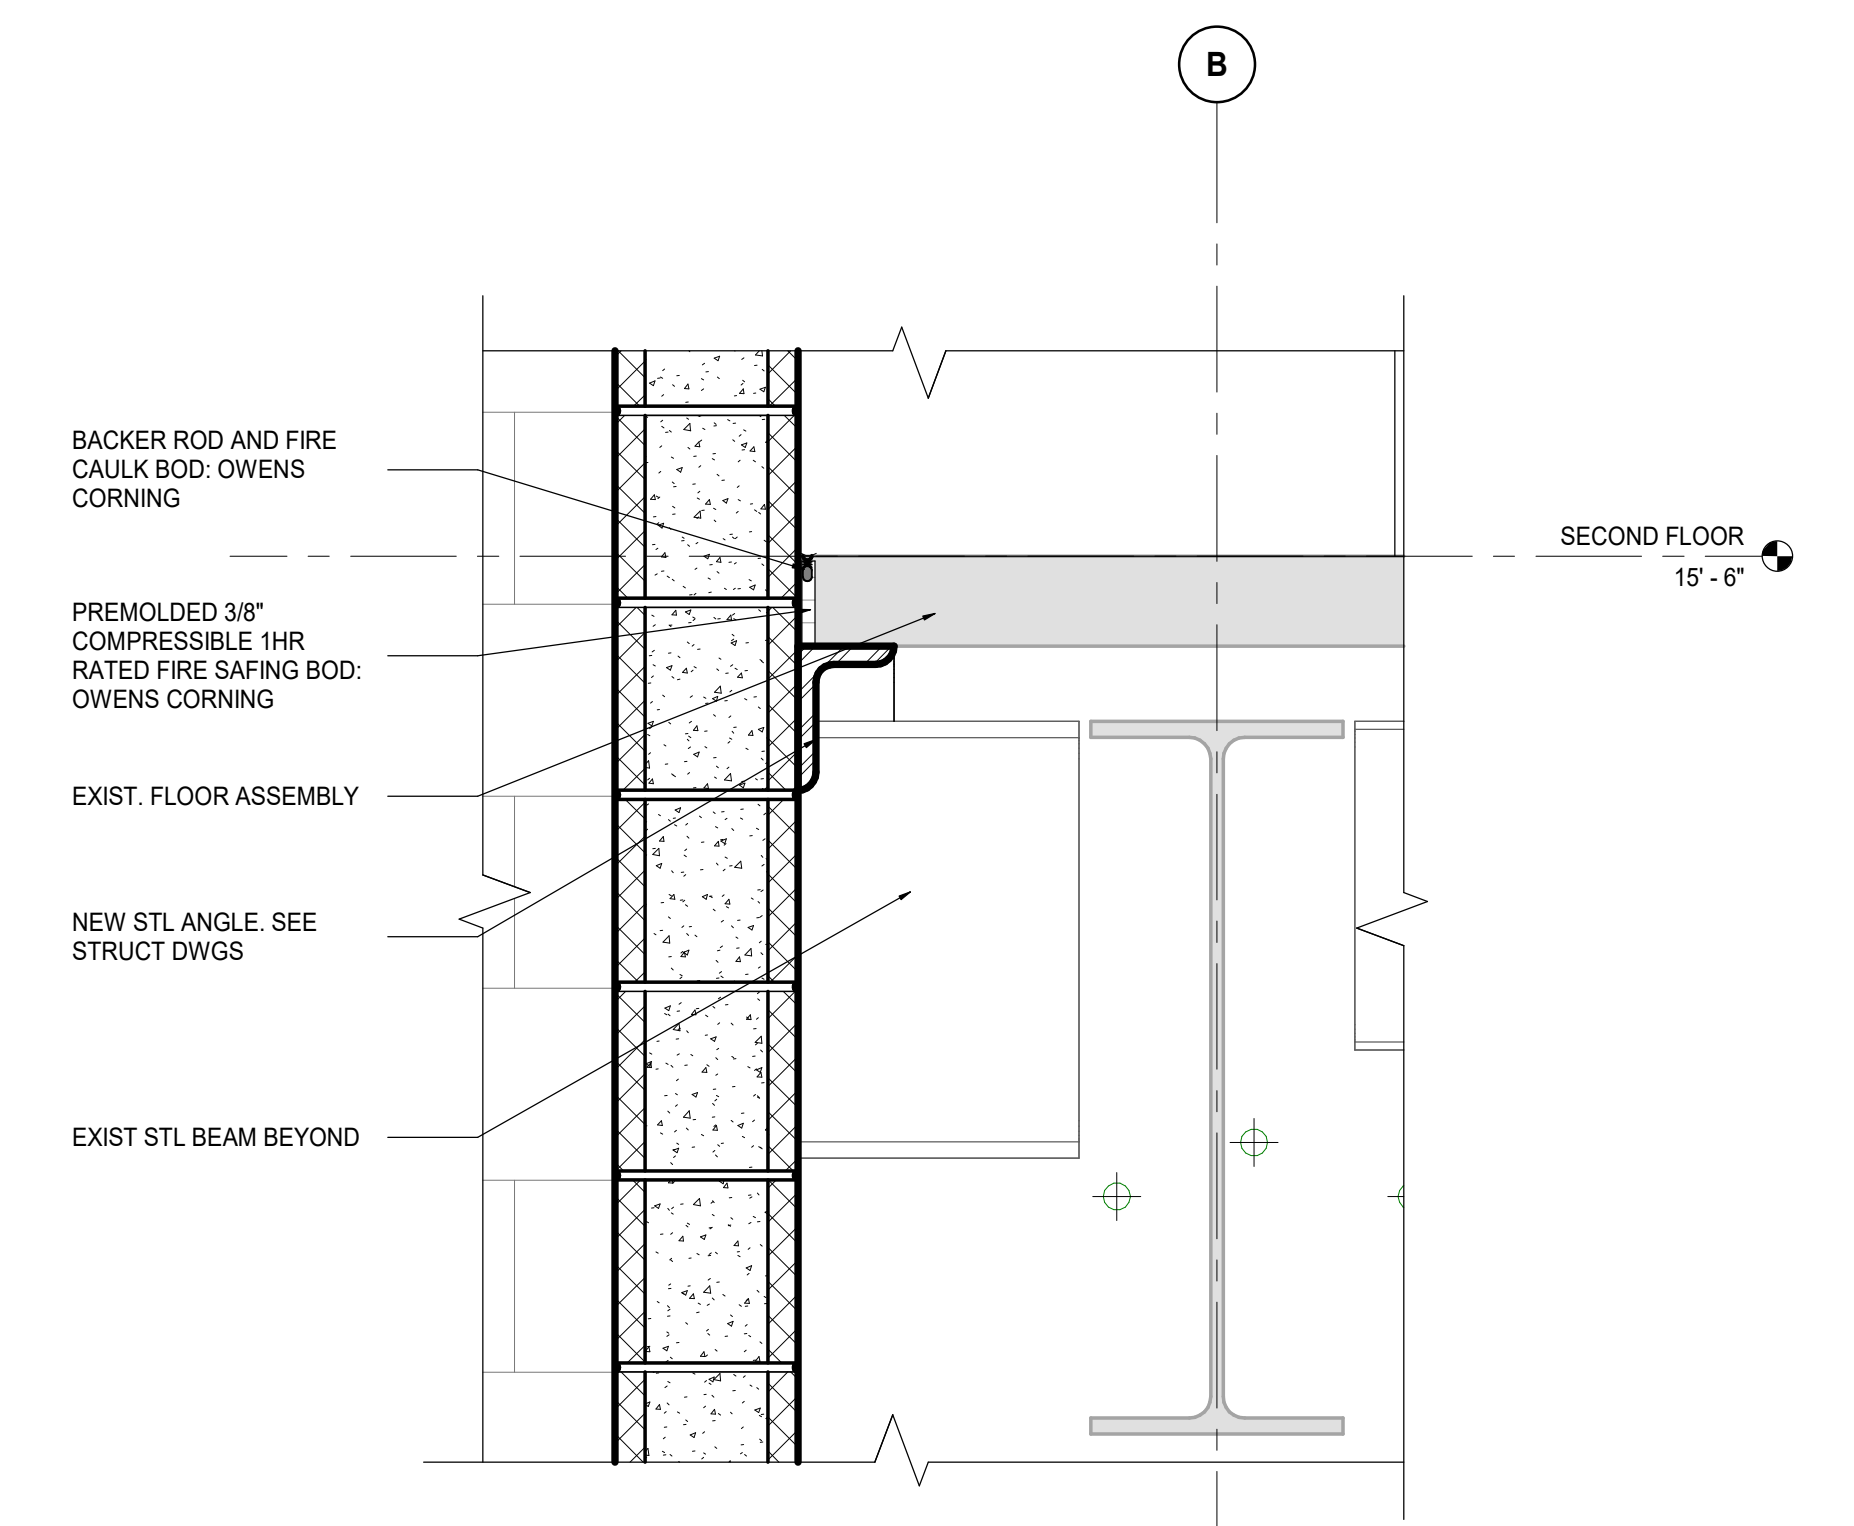 B
BACKER ROD AND FIRE
CAULK BOD: OWENS
CORNING
SECOND FLOOR
15' - 6"
PREMOLDED 3/8"
COMPRESSIBLE 1HR
RATED FIRE SAFING BOD:
OWENS CORNING
EXIST. FLOOR ASSEMBLY
NEW STL ANGLE. SEE
STRUCT DWGS
EXIST STL BEAM BEYOND